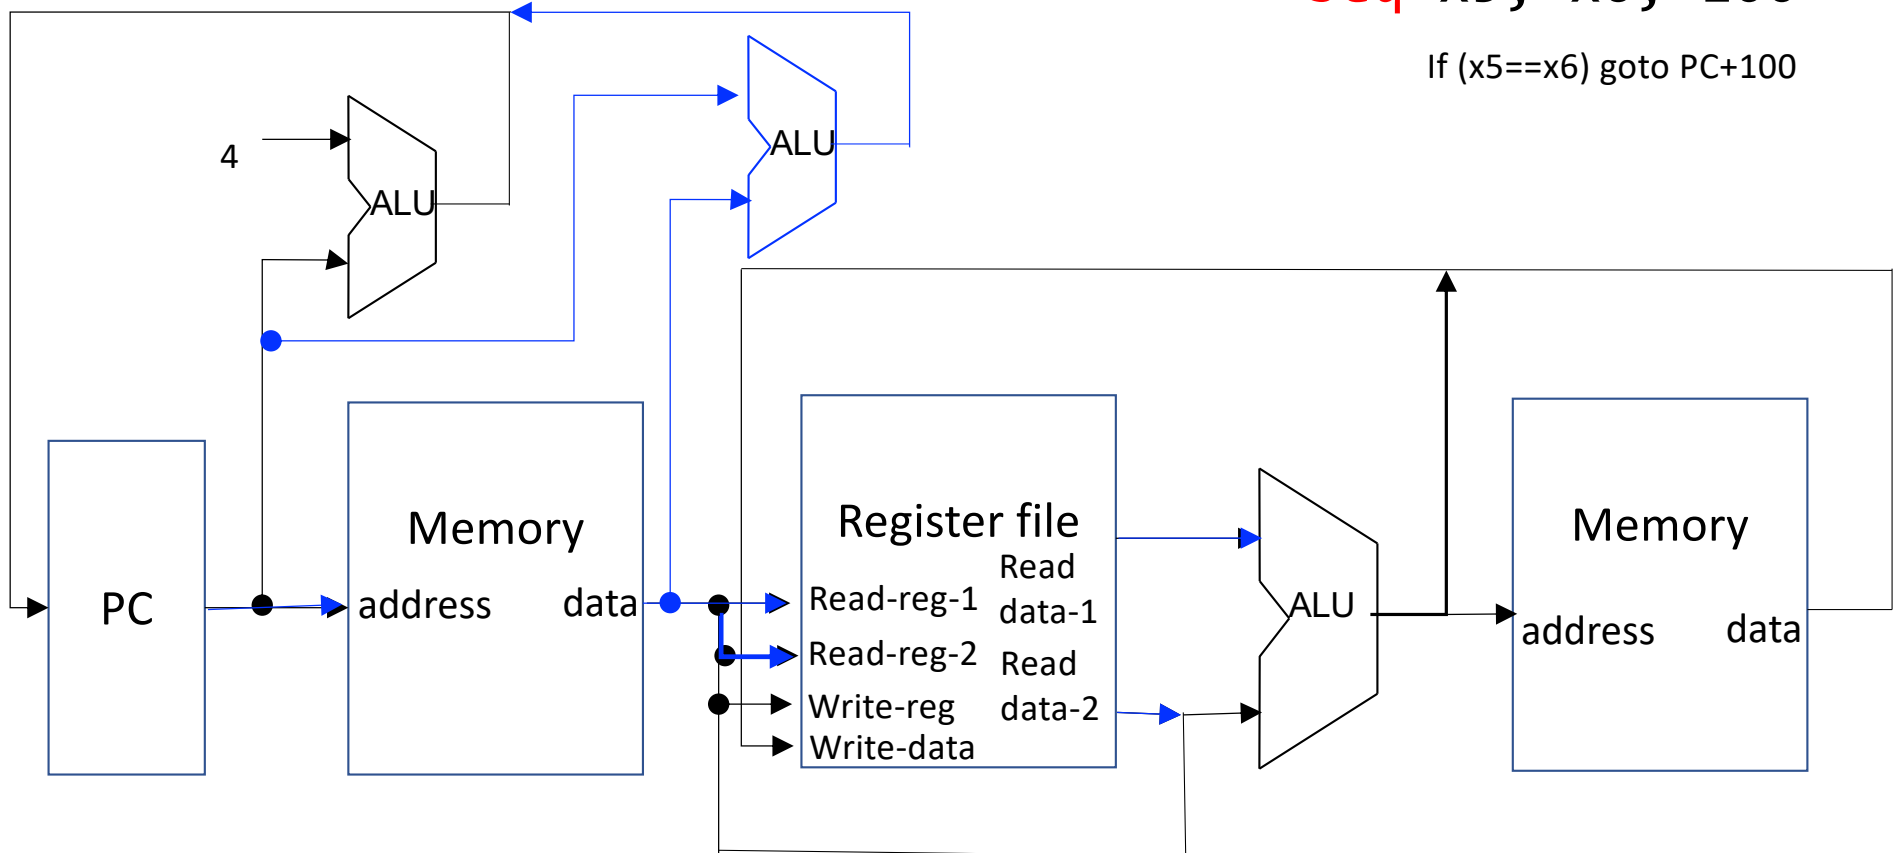 If (x5==x6) goto PC+100
ALU
4
ALU
Memory
Register file
Memory
Read
PC
address
data
Read-reg-1
data-1
ALU
address
data
Read-reg-2
Read
Write-reg
data-2
Write-data